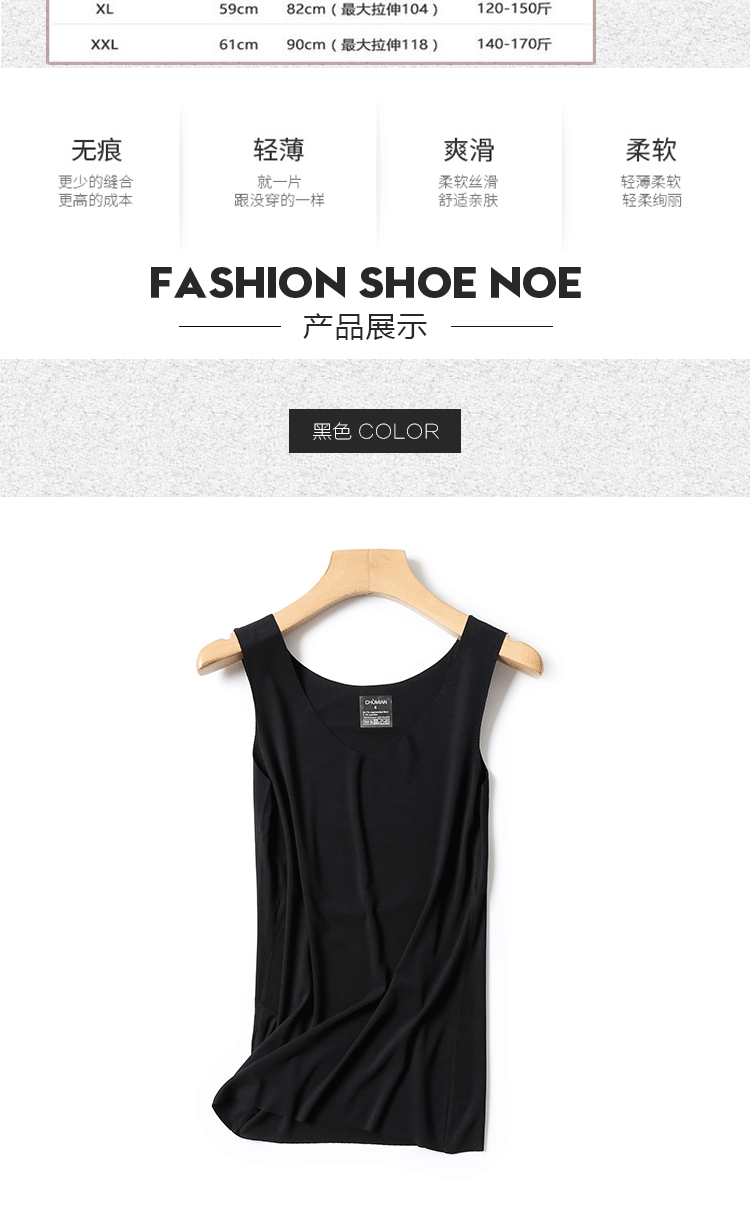 XL 59cm 82cm（最大拉伸104） 120-150斤
XXL 61cm 90cm（最大拉伸118） 140-170斤
无痕 轻薄 爽滑 柔软
更少的缝合 就一片 柔软丝滑 轻薄柔软
更高的成本 跟没穿的一样 舒适亲肤 轻柔绚丽
FASHION SHOE NOE
产品展示
黑色 COLOR
CHUMIAN